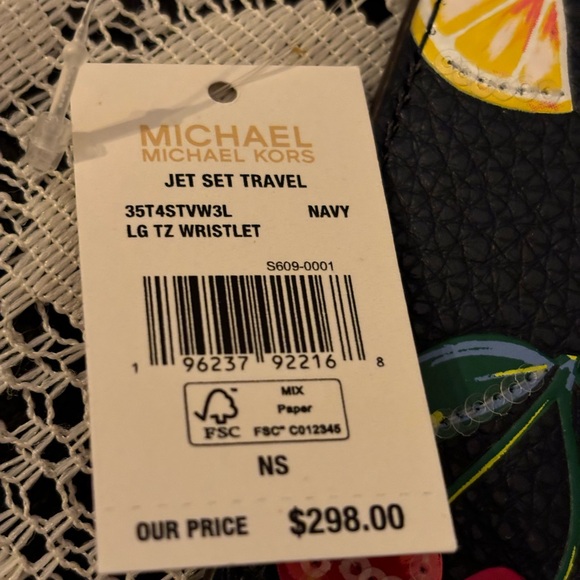 MICHAEL
MICHAEL KORS
JET SET TRAVEL
35T4STVW3L NAVY
LG TZ WRISTLET
S609-0001
1 96237 92216 8
FSC
MIX
Paper
FSC™ C012345
NS
OUR PRICE $298.00